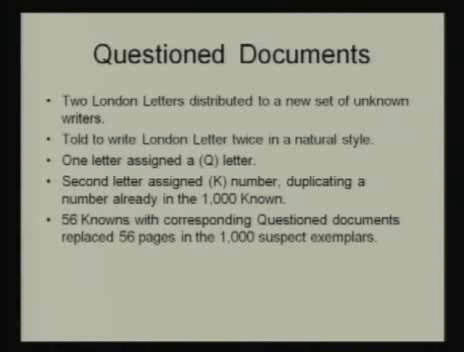 Questioned Documents
• Two London Letters distributed to a new set of unknown
writers.
• Told to write London Letter twice in a natural style.
• One letter assigned a (Q) letter.
• Second letter assigned (K) number, duplicating a
number already in the 1,000 Known.
• 56 Knowns with corresponding Questioned documents
replaced 56 pages in the 1,000 suspect exemplars.